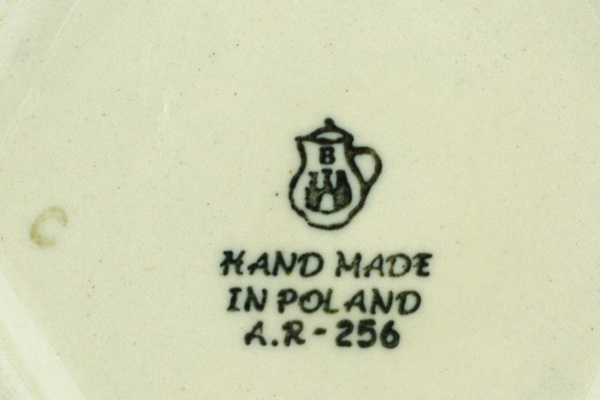 B
HAND MADE
IN POLAND
A.R-256